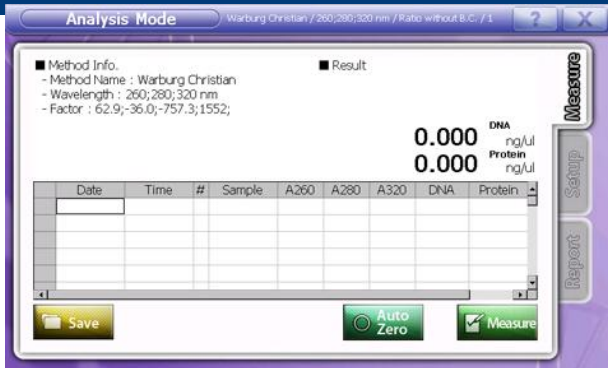 Analysis Mode
Warburg Christian / 260;280;320 nm / Ratio without B.C. / 1
? X
■ Method Info.
- Method Name : Warburg Christian
- Wavelength : 260;280;320 nm
- Factor : 62.9;-36.0;-757.3;1552;
■ Result
0.000 DNA ng/ul
0.000 Protein ng/ul
Date Time # Sample A260 A280 A320 DNA Protein
Save
Auto Zero
Measure
Measure
Setup
Report